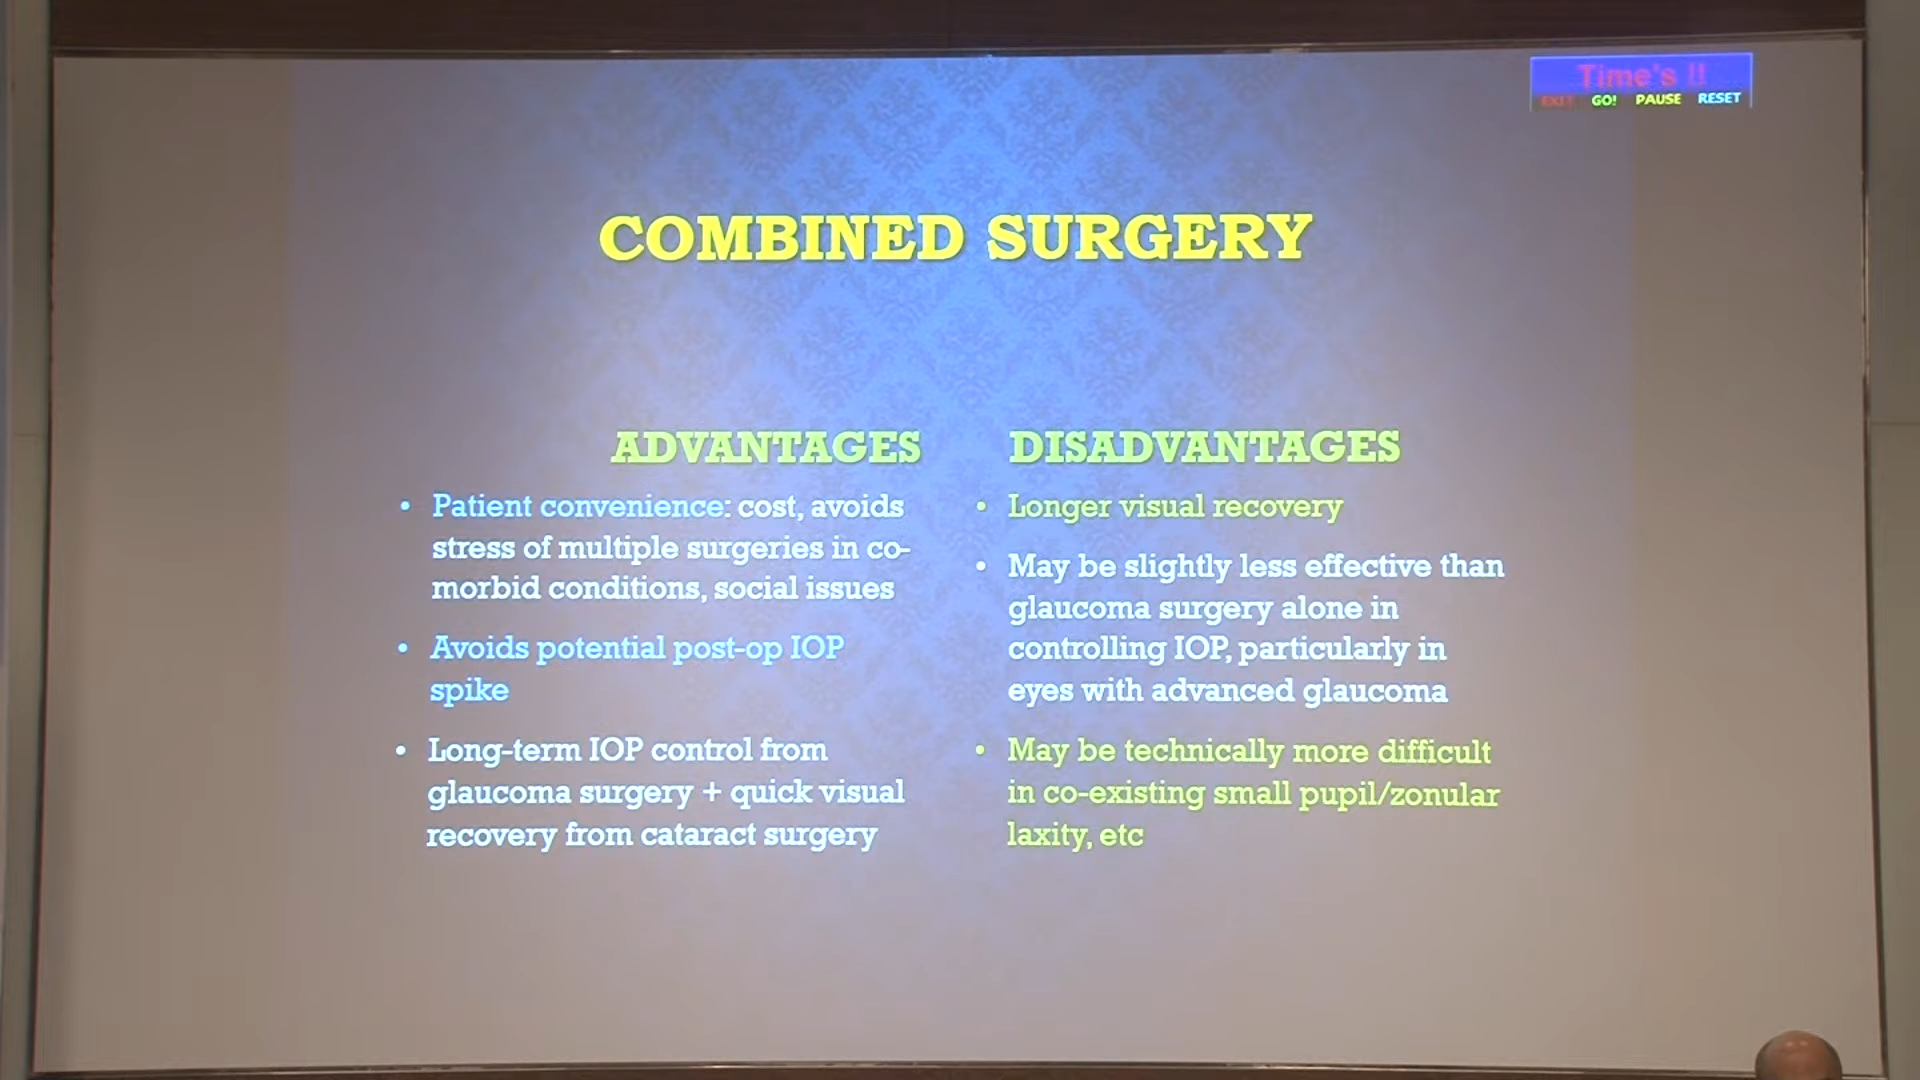 Time's !!
EXIT GO! PAUSE RESET
COMBINED SURGERY
ADVANTAGES
• Patient convenience: cost, avoids
stress of multiple surgeries in co-
morbid conditions, social issues
• Avoids potential post-op IOP
spike
• Long-term IOP control from
glaucoma surgery + quick visual
recovery from cataract surgery
DISADVANTAGES
• Longer visual recovery
• May be slightly less effective than
glaucoma surgery alone in
controlling IOP, particularly in
eyes with advanced glaucoma
• May be technically more difficult
in co-existing small pupil/zonular
laxity, etc